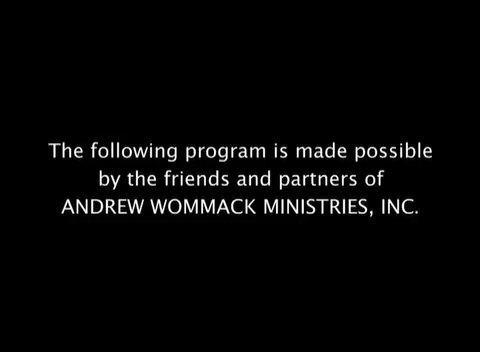 The following program is made possible
by the friends and partners of
ANDREW WOMMACK MINISTRIES, INC.